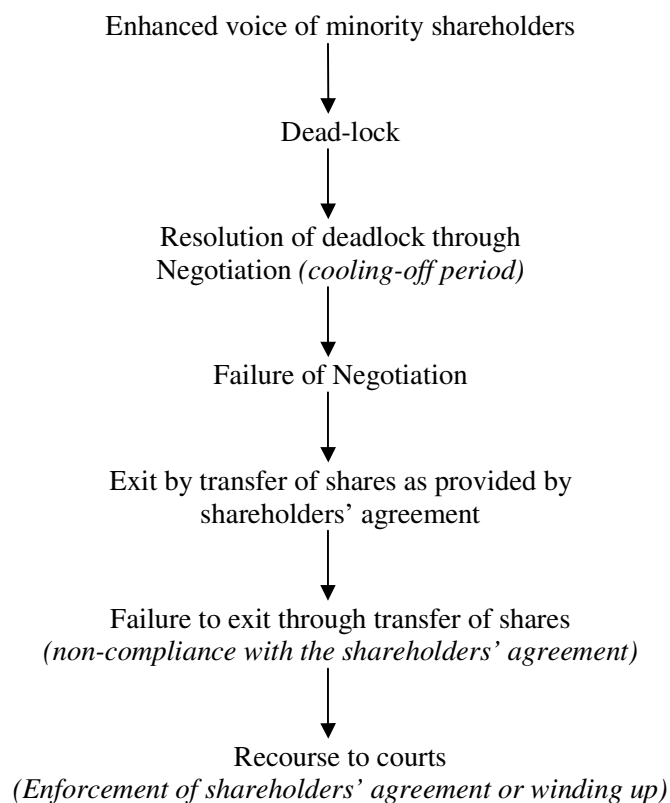 Enhanced voice of minority shareholders
Dead-lock
Resolution of deadlock through
Negotiation (cooling-off period)
Failure of Negotiation
Exit by transfer of shares as provided by
shareholders’ agreement
Failure to exit through transfer of shares
(non-compliance with the shareholders’ agreement)
Recourse to courts
(Enforcement of shareholders’ agreement or winding up)